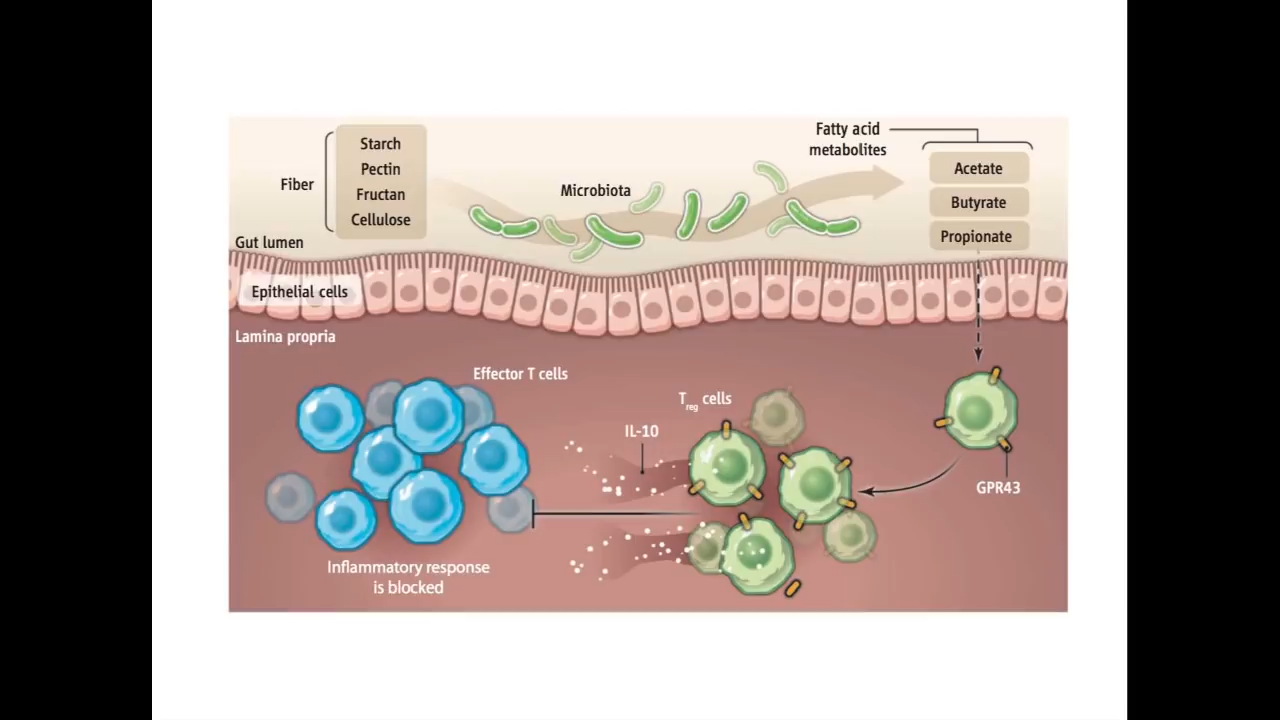 Fiber
Starch
Pectin
Fructan
Cellulose
Microbiota
Fatty acid
metabolites
Acetate
Butyrate
Propionate
Gut lumen
Epithelial cells
Lamina propria
Effector T cells
Treg cells
IL-10
GPR43
Inflammatory response
is blocked